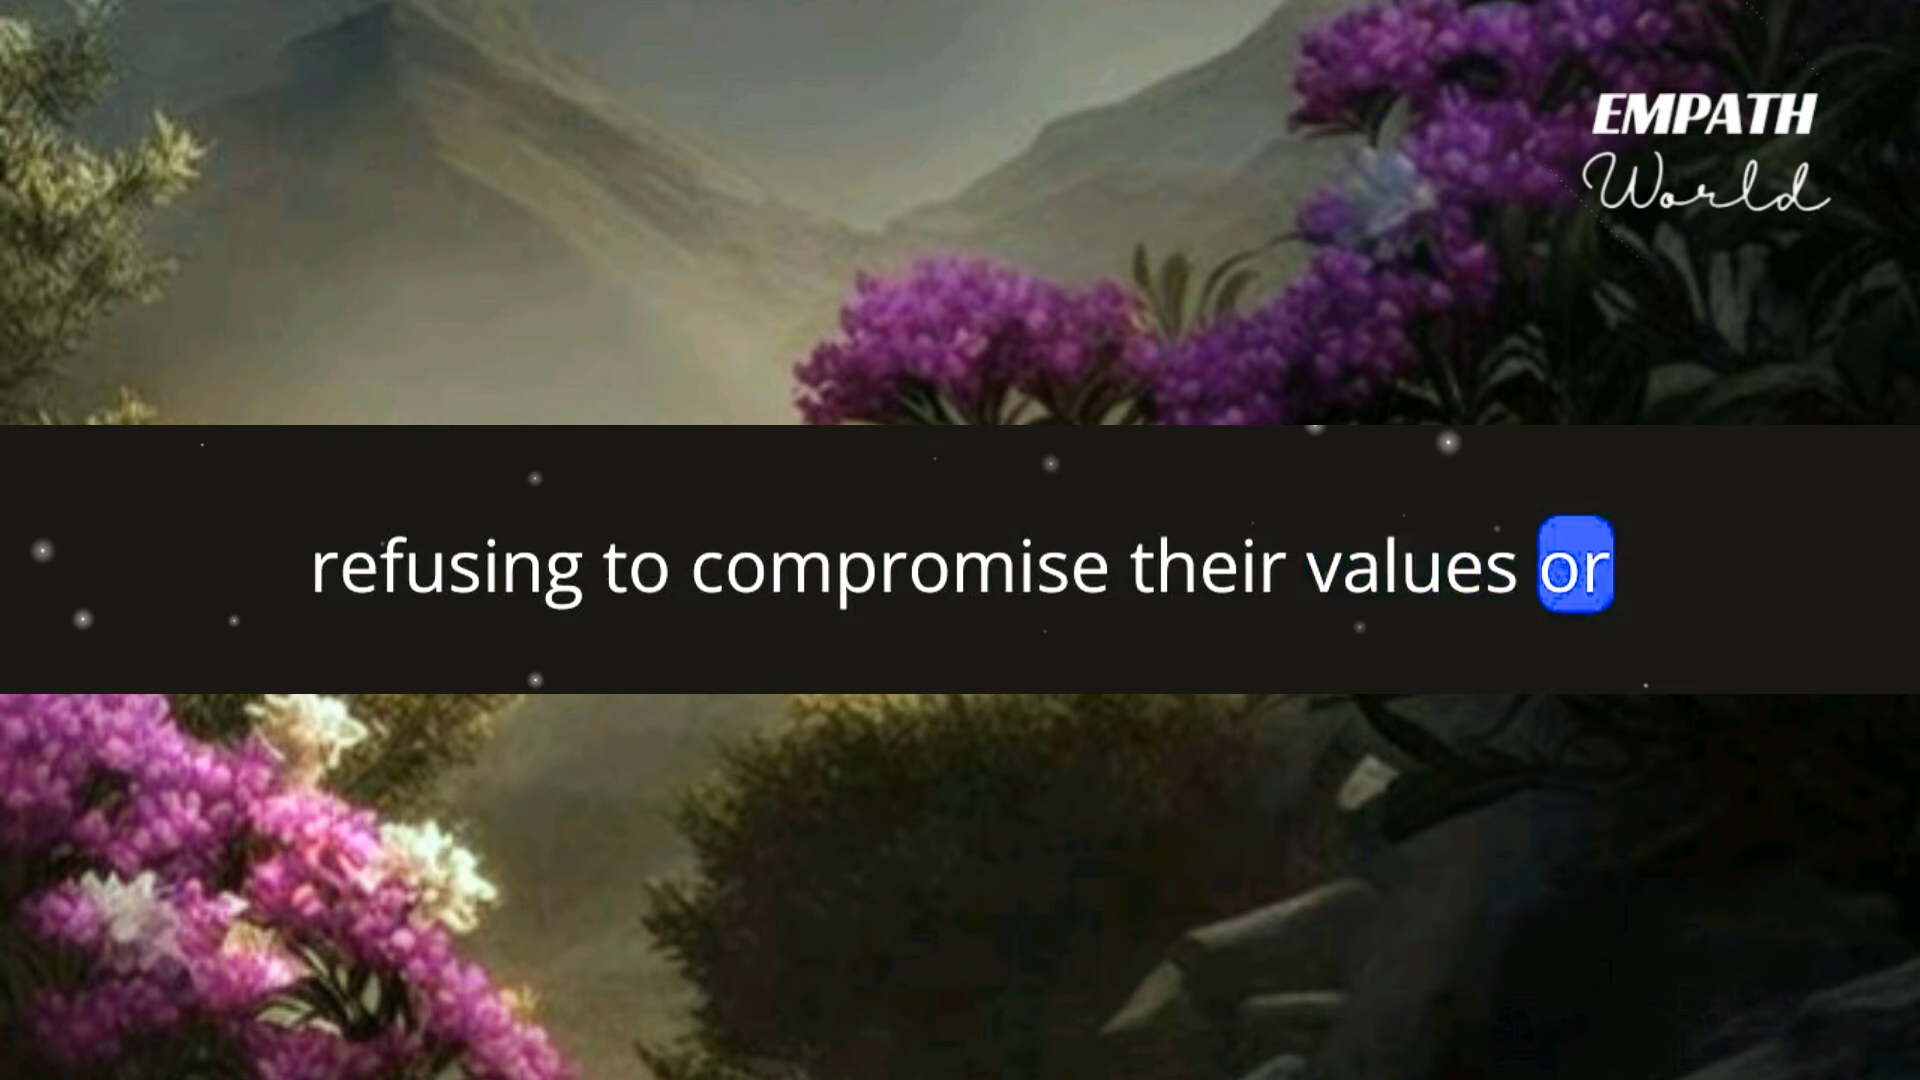 EMPATH
World
refusing to compromise their values or